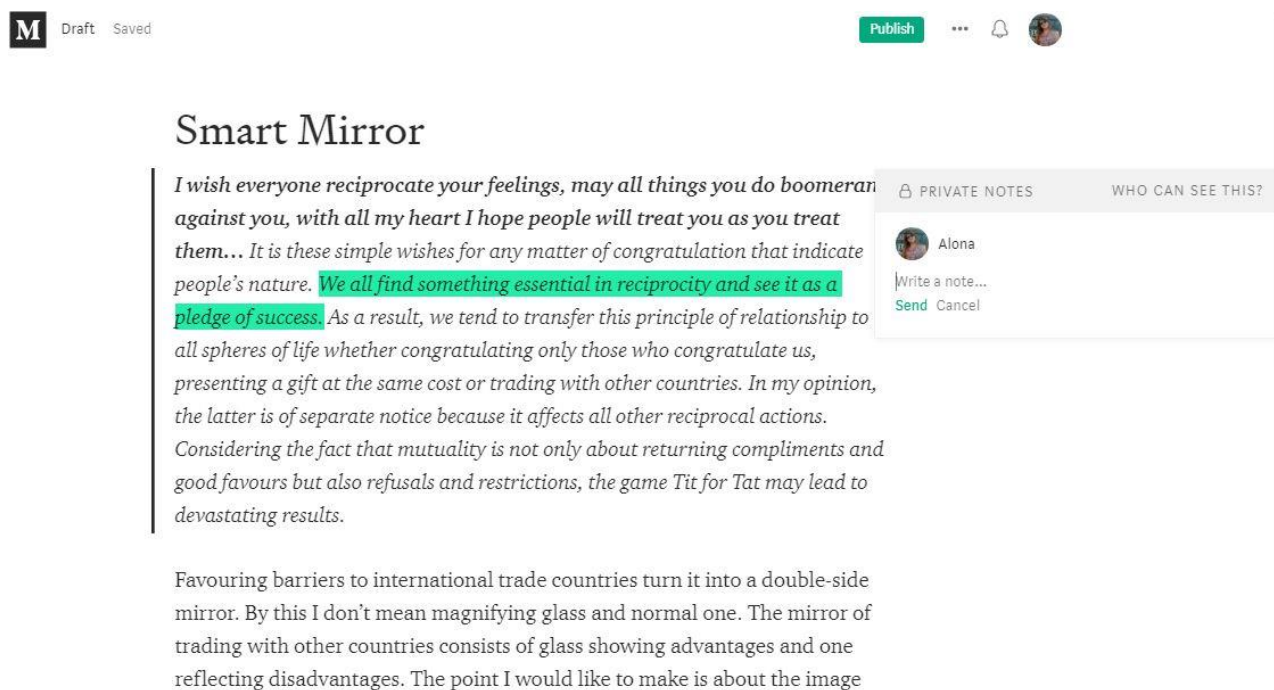 M Draft Saved Publish
Smart Mirror
I wish everyone reciprocate your feelings, may all things you do boomeran
against you, with all my heart I hope people will treat you as you treat
them... It is these simple wishes for any matter of congratulation that indicate
people's nature. We all find something essential in reciprocity and see it as a
pledge of success. As a result, we tend to transfer this principle of relationship to
all spheres of life whether congratulating only those who congratulate us,
presenting a gift at the same cost or trading with other countries. In my opinion,
the latter is of separate notice because it affects all other reciprocal actions.
Considering the fact that mutuality is not only about returning compliments and
good favours but also refusals and restrictions, the game Tit for Tat may lead to
devastating results.
PRIVATE NOTES WHO CAN SEE THIS?
Alona
Write a note...
Send Cancel
Favouring barriers to international trade countries turn it into a double-side
mirror. By this I don't mean magnifying glass and normal one. The mirror of
trading with other countries consists of glass showing advantages and one
reflecting disadvantages. The point I would like to make is about the image